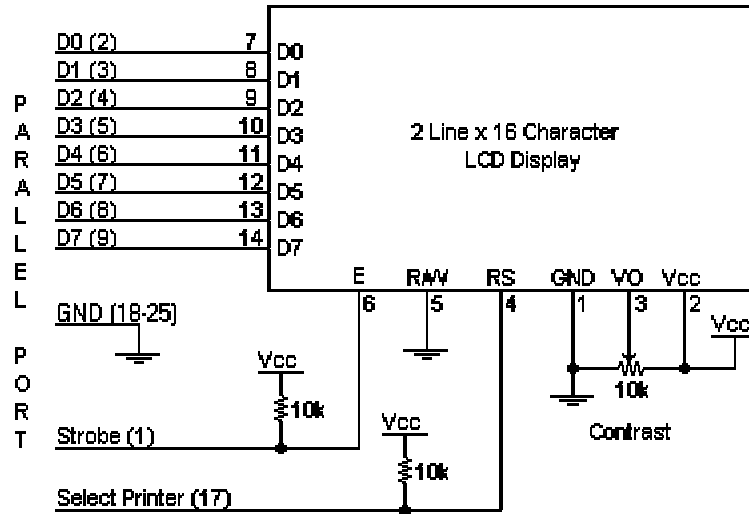 D0 (2) 7 D0
D1 (3) 8 D1
D2 (4) 9 D2
D3 (5) 10 D3
D4 (6) 11 D4
D5 (7) 12 D5
D6 (8) 13 D6
D7 (9) 14 D7
PARALLEL PORT
2 Line x 16 Character
LCD Display
E R/W RS GND VO Vcc
6 5 4 1 3 2
GND (18-25)
Vcc
10k
Contrast
Vcc
10k
Strobe (1)
Vcc
10k
Select Printer (17)